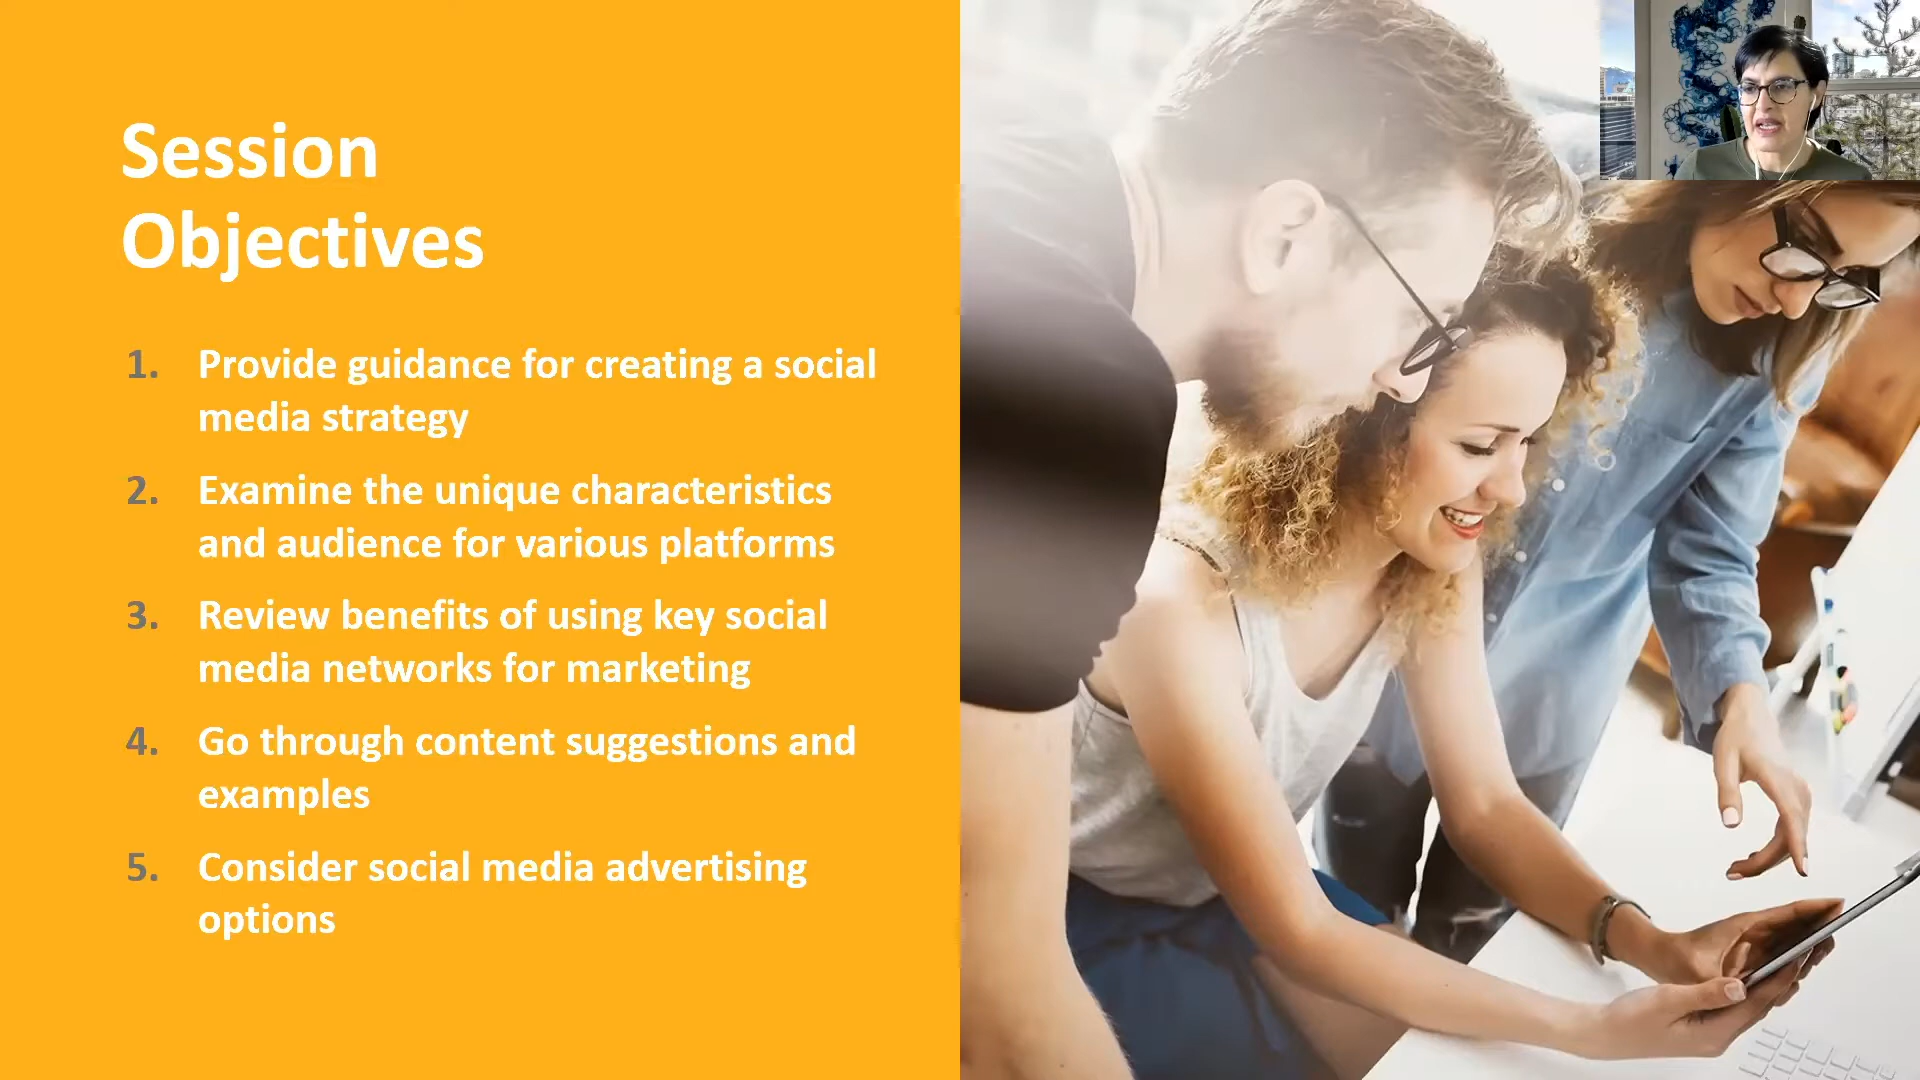 Session
Objectives
1. Provide guidance for creating a social
media strategy
2. Examine the unique characteristics
and audience for various platforms
3. Review benefits of using key social
media networks for marketing
4. Go through content suggestions and
examples
5. Consider social media advertising
options